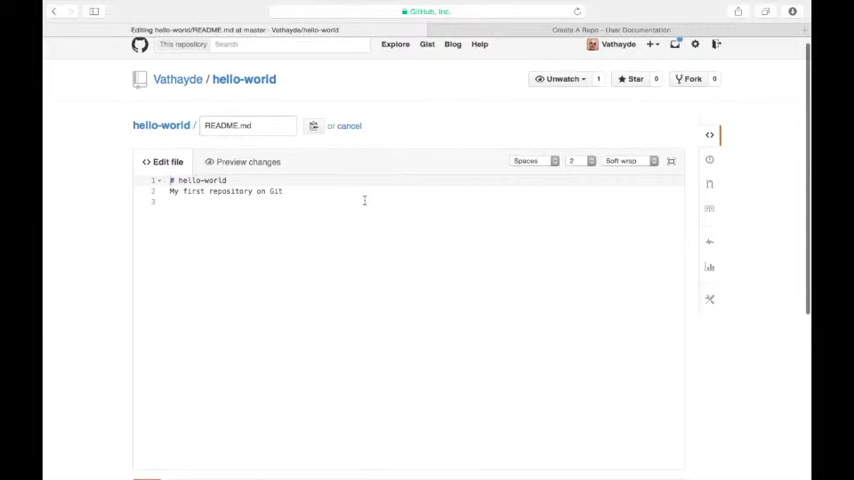 GitHub, Inc.
Editing hello-world/README.md at master · Vathayde/hello-world
Create A Repo - User Documentation
This repository Search Explore Gist Blog Help Vathayde
Vathayde / hello-world Unwatch 1 Star 0 Fork 0
hello-world / README.md or cancel
<> Edit file Preview changes Spaces 2 Soft wrap
1 # hello-world
2 My first repository on Git
3